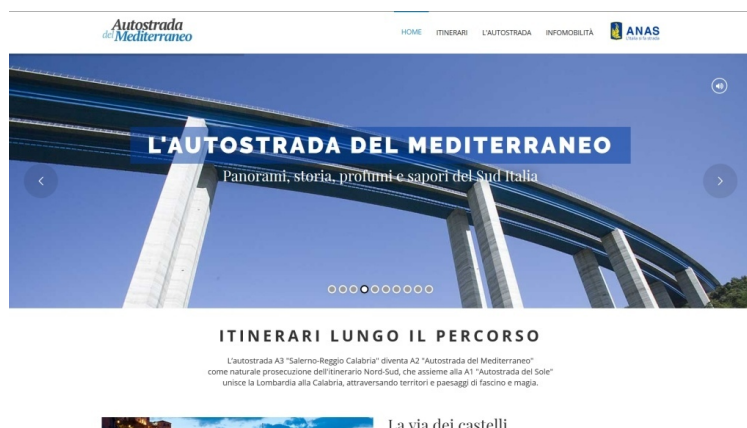 Autostrada
del Mediterraneo
HOME ITINERARI L'AUTOSTRADA INFOMOBILITÀ ANAS
L'AUTOSTRADA DEL MEDITERRANEO
Panorami, storia, profumi e sapori del Sud Italia
ITINERARI LUNGO IL PERCORSO
L'autostrada A3 "Salerno-Reggio Calabria" diventa A2 "Autostrada del Mediterraneo"
come naturale prosecuzione dell'itinerario Nord-Sud, che assieme alla A1 "Autostrada del Sole"
unisce la Lombardia alla Calabria, attraversando territori e paesaggi di fascino e magia.
La via dei castelli